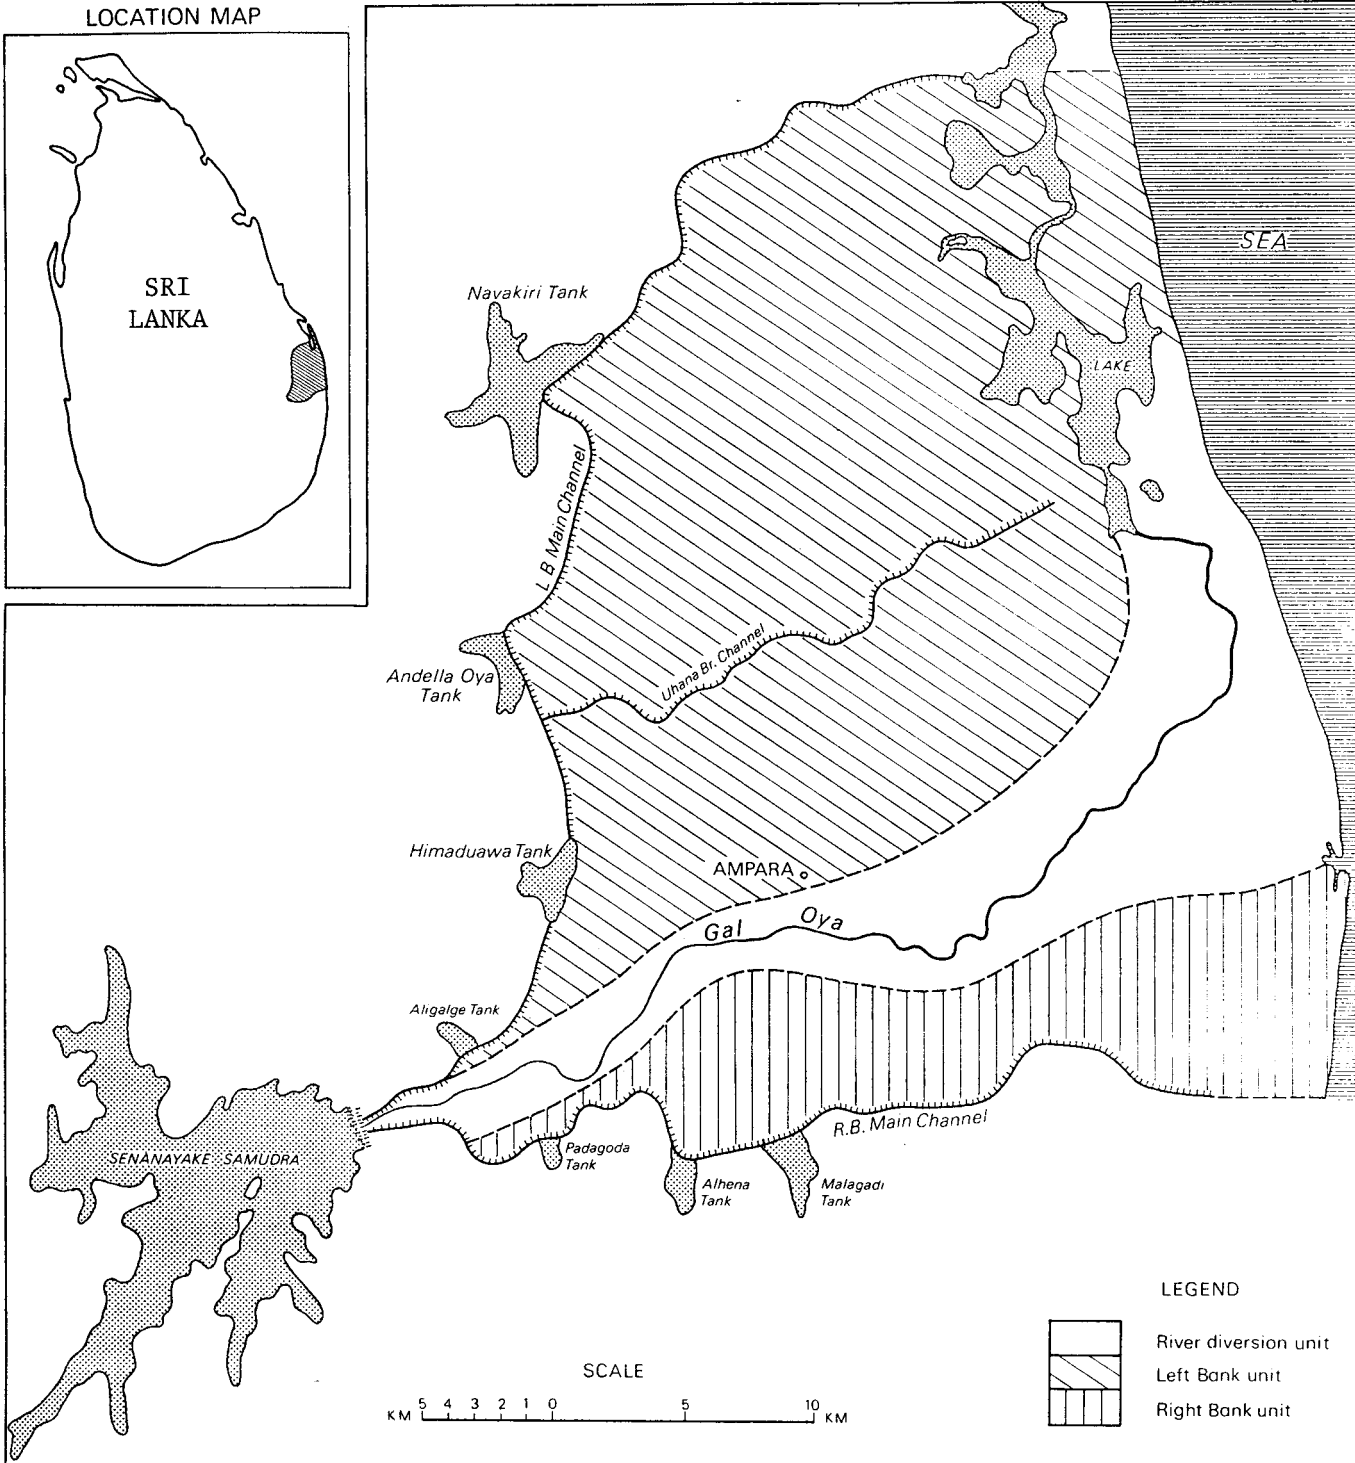 LOCATION MAP
SRI
LANKA
SEA
Navakiri Tank
LAKE
L B Main Channel
Uhana Br. Channel
Andella Oya
Tank
Himaduawa Tank
AMPARA
Gal Oya
Aligalge Tank
SENANAYAKE SAMUDRA
Padagoda
Tank
R.B. Main Channel
Alhena
Tank
Malagadi
Tank
LEGEND
River diversion unit
Left Bank unit
Right Bank unit
SCALE
KM 5 4 3 2 1 0 5 10 KM